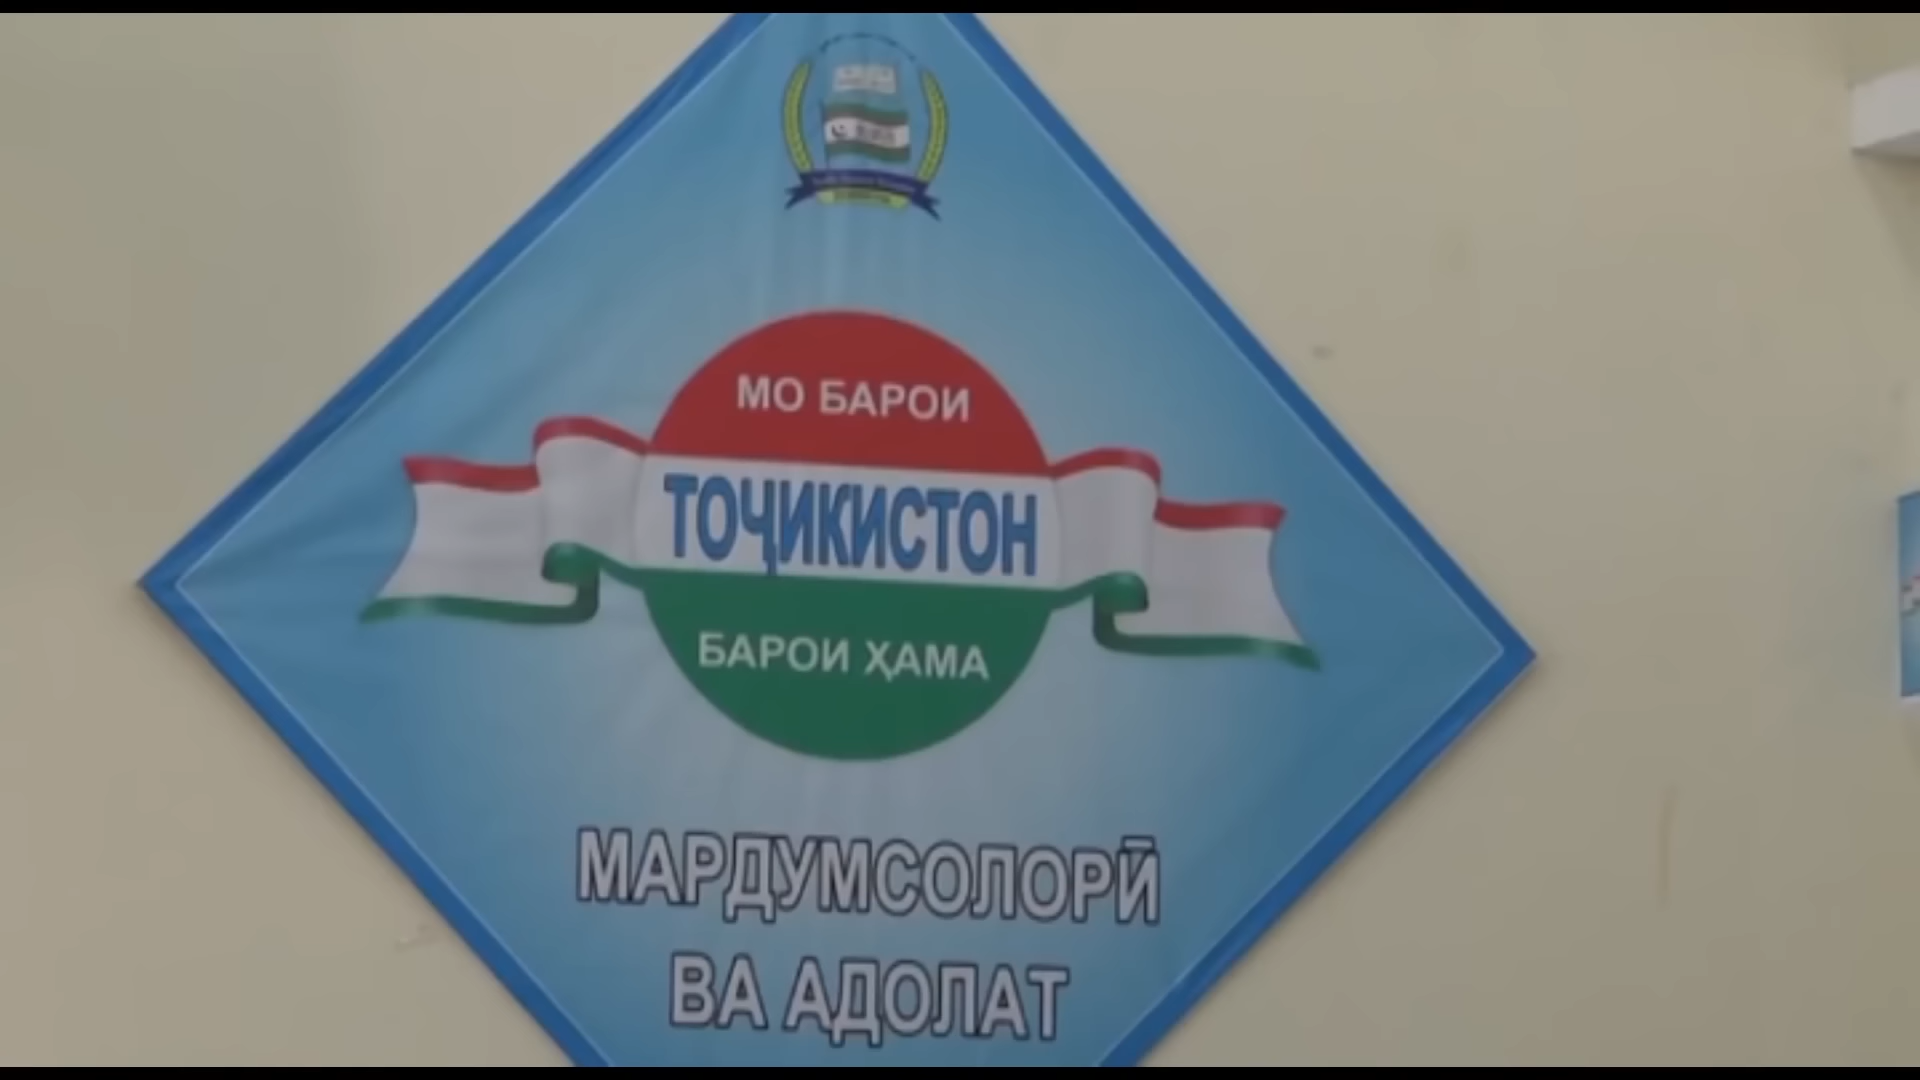 МО БАРОИ
ТОҶИКИСТОН
БАРОИ ҲАМА
МАРДУМСОЛОРӢ
ВА АДОЛАТ